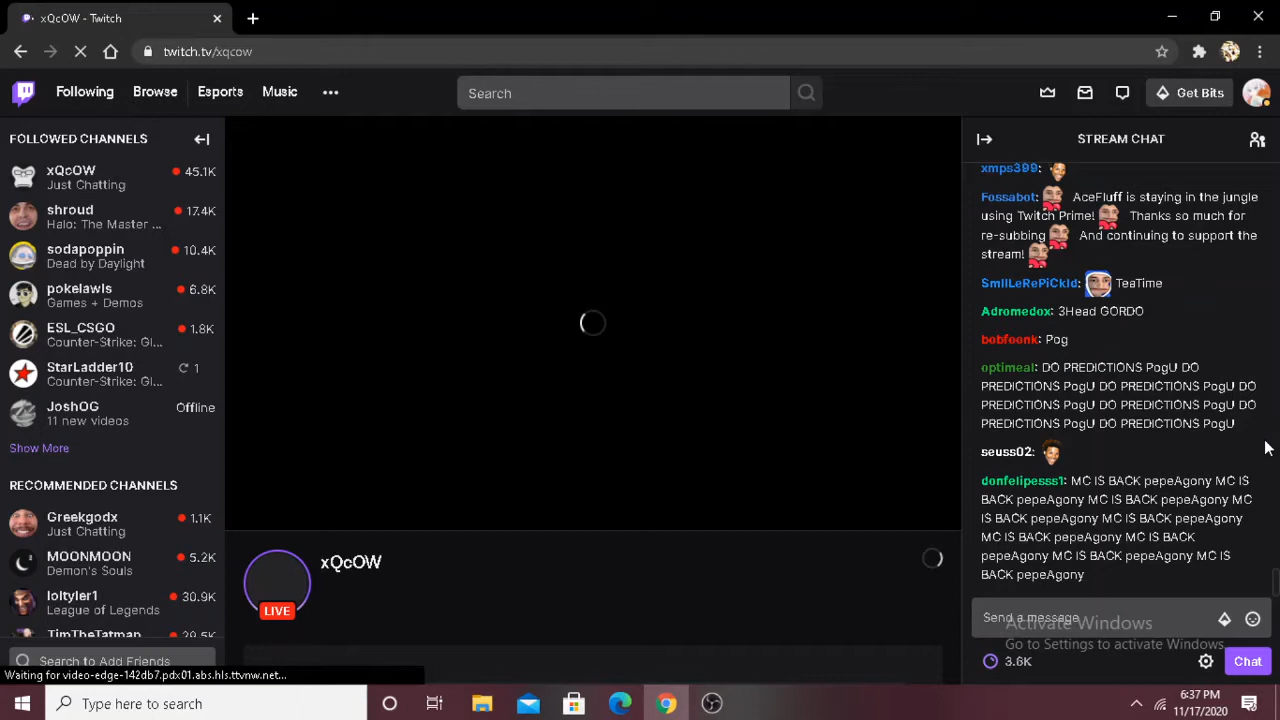 xQcOW - Twitch
twitch.tv/xqcow
Following Browse Esports Music
Search
Get Bits
FOLLOWED CHANNELS
xQcOW 45.1K
Just Chatting
shroud 17.4K
Halo: The Master ...
sodapoppin 10.4K
Dead by Daylight
pokelawls 6.8K
Games + Demos
ESL_CSGO 1.8K
Counter-Strike: Gl...
StarLadder10 1
Counter-Strike: Gl...
JoshOG Offline
11 new videos
Show More
RECOMMENDED CHANNELS
Greekgodx 1.1K
Just Chatting
MOONMOON 5.2K
Demon's Souls
loltyler1 30.9K
League of Legends
TimTheTatman
Search to Add Friends
Waiting for video-edge-142db7.pdx01.abs.hls.ttvnw.net...
xQcOW
LIVE
STREAM CHAT
xmps399:
Fossabot: AceFluff is staying in the jungle
using Twitch Prime! Thanks so much for
re-subbing And continuing to support the
stream!
SmIlLeRePiCkId: TeaTime
Adromedox: 3Head GORDO
bobfoonk: Pog
optimeal: DO PREDICTIONS PogU DO
PREDICTIONS PogU DO PREDICTIONS PogU DO
PREDICTIONS PogU DO PREDICTIONS PogU DO
PREDICTIONS PogU DO PREDICTIONS PogU
seuss02:
donfelipesss1: MC IS BACK pepeAgony MC IS
BACK pepeAgony MC IS BACK pepeAgony MC
IS BACK pepeAgony MC IS BACK pepeAgony
MC IS BACK pepeAgony MC IS BACK
pepeAgony MC IS BACK pepeAgony MC IS
BACK pepeAgony
Send a message
Activate Windows
Go to Settings to activate Windows.
3.6K
Chat
Type here to search
6:37 PM
11/17/2020